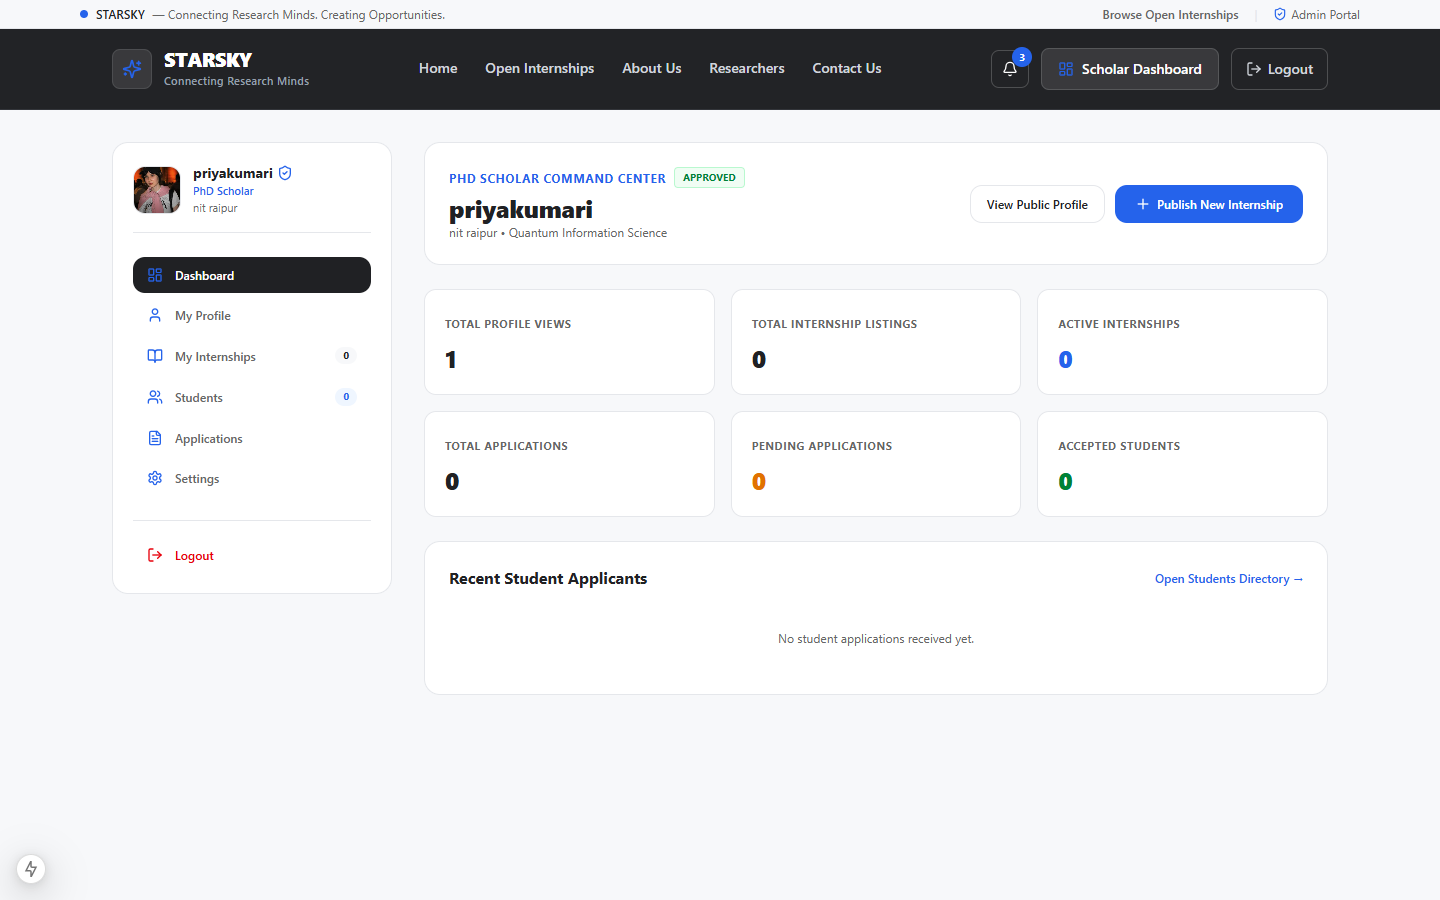 STARSKY — Connecting Research Minds. Creating Opportunities.
Browse Open Internships | Admin Portal
STARSKY
Connecting Research Minds
Home
Open Internships
About Us
Researchers
Contact Us
3
Scholar Dashboard
Logout
priyakumari
PhD Scholar
nit raipur
Dashboard
My Profile
My Internships 0
Students 0
Applications
Settings
Logout
PHD SCHOLAR COMMAND CENTER APPROVED
priyakumari
nit raipur • Quantum Information Science
View Public Profile
Publish New Internship
TOTAL PROFILE VIEWS
1
TOTAL INTERNSHIP LISTINGS
0
ACTIVE INTERNSHIPS
0
TOTAL APPLICATIONS
0
PENDING APPLICATIONS
0
ACCEPTED STUDENTS
0
Recent Student Applicants
Open Students Directory →
No student applications received yet.